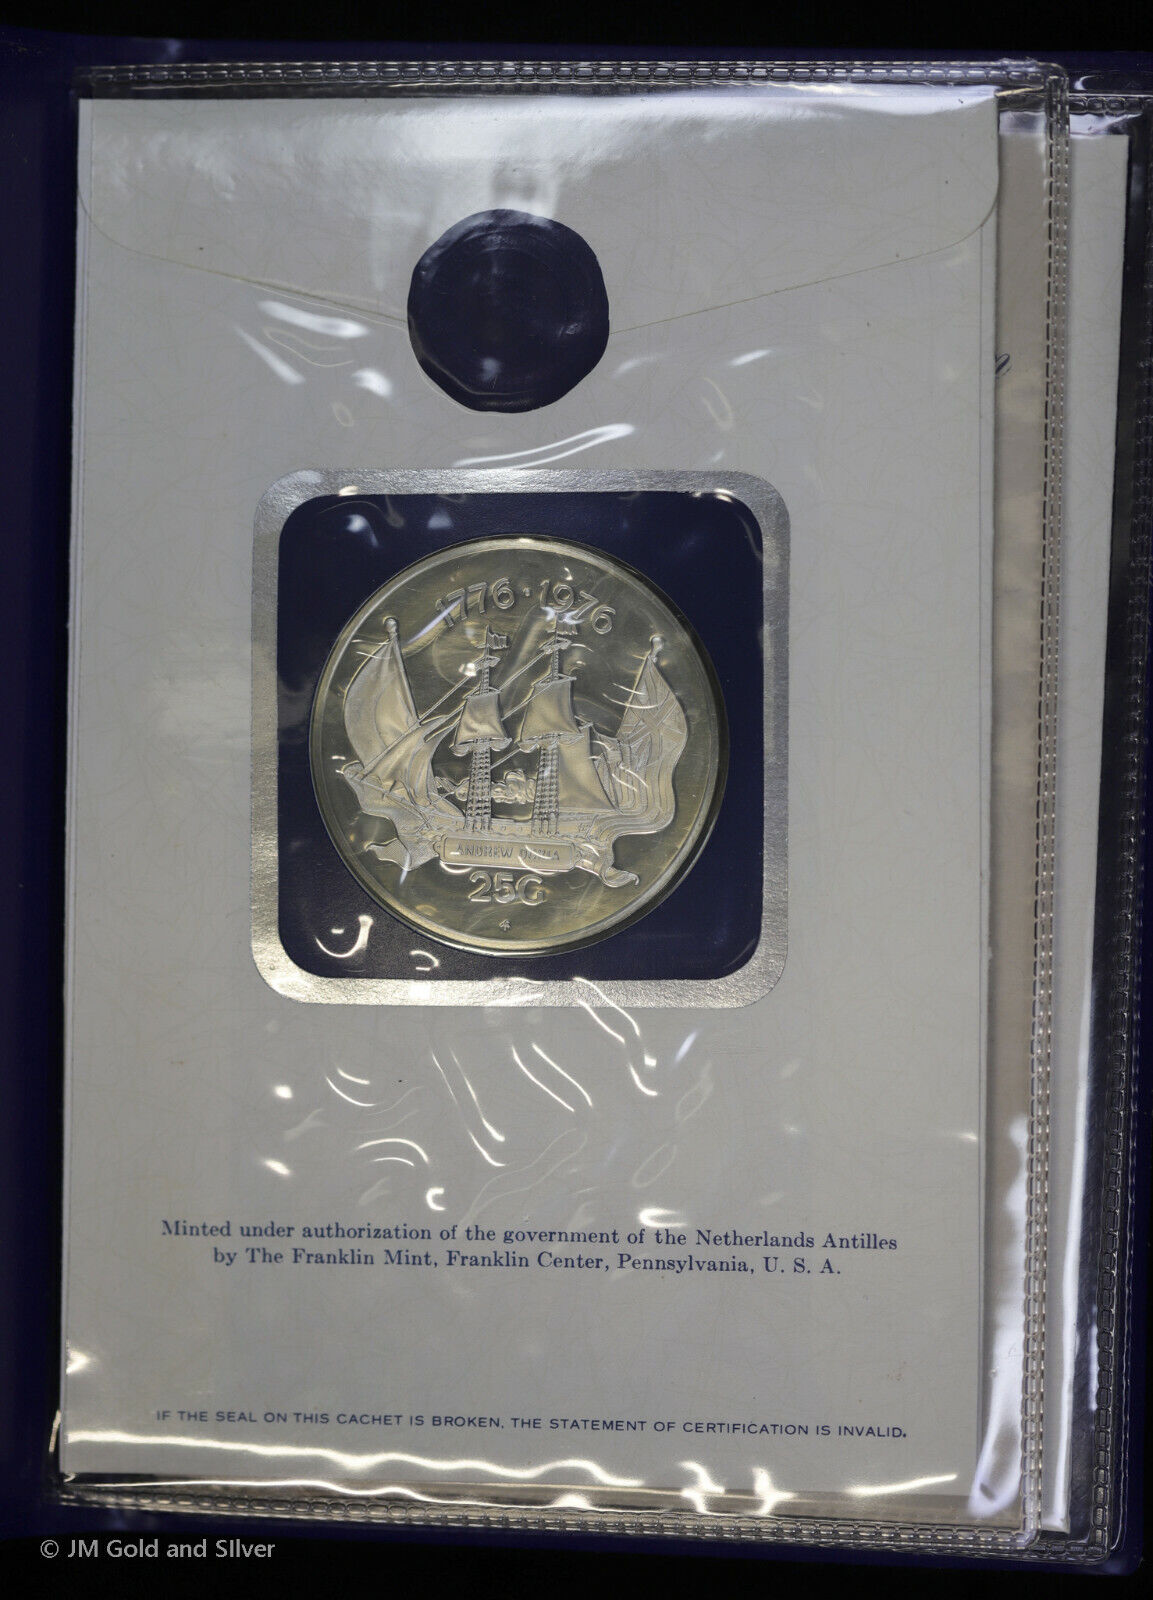 1776 · 1976
ANDREW DORIA
25G
Minted under authorization of the government of the Netherlands Antilles
by The Franklin Mint, Franklin Center, Pennsylvania, U. S. A.
IF THE SEAL ON THIS CACHET IS BROKEN, THE STATEMENT OF CERTIFICATION IS INVALID.
© JM Gold and Silver